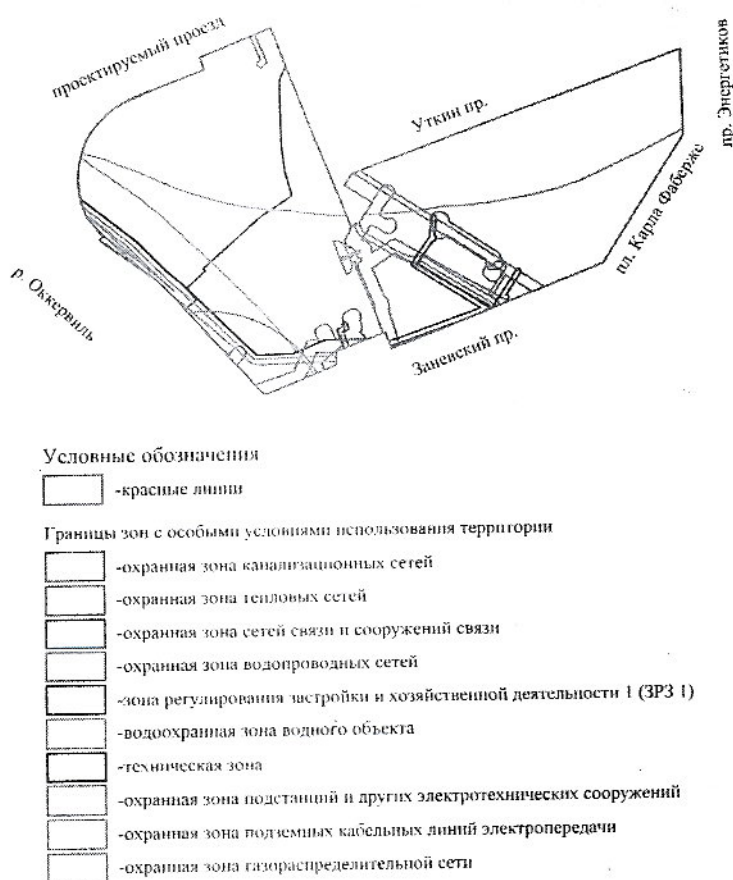 проектируемый проезд
Уткин пр.
пр. Энергетиков
пл. Карла Фаберже
р. Оккервиль
Заневский пр.
Условные обозначения
-красные линии
Границы зон с особыми условиями использования территории
-охранная зона канализационных сетей
-охранная зона тепловых сетей
-охранная зона сетей связи и сооружений связи
-охранная зона водопроводных сетей
-зона регулирования застройки и хозяйственной деятельности 1 (ЗРЗ 1)
-водоохранная зона водного объекта
-техническая зона
-охранная зона подстанций и других электротехнических сооружений
-охранная зона подземных кабельных линий электропередачи
-охранная зона газораспределительной сети